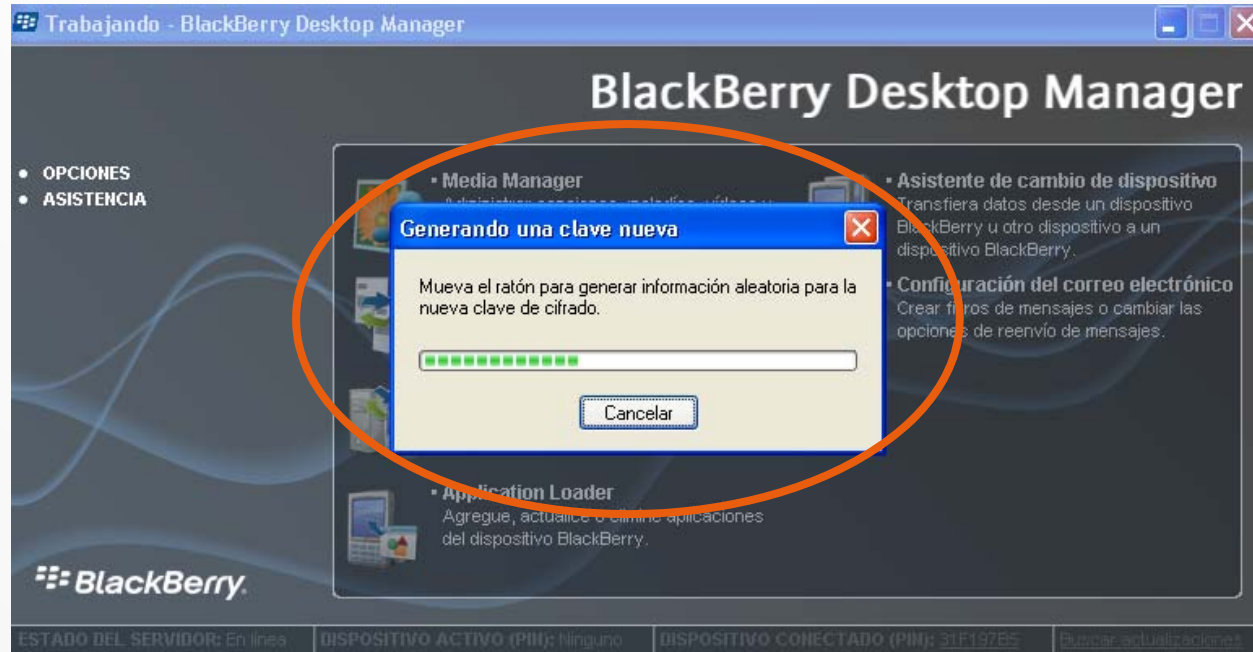 Trabajando - BlackBerry Desktop Manager
BlackBerry Desktop Manager
OPCIONES
ASISTENCIA
Media Manager
Generando una clave nueva
Mueva el ratón para generar información aleatoria para la
nueva clave de cifrado.
Cancelar
Application Loader
Agregue, actualice o elimine aplicaciones
del dispositivo BlackBerry.
Asistente de cambio de dispositivo
Transfiera datos desde un dispositivo
BlackBerry u otro dispositivo a un
dispositivo BlackBerry.
Configuración del correo electrónico
Crear filtros de mensajes o cambiar las
opciones de reenvío de mensajes.
BlackBerry.
ESTADO DEL SERVIDOR: En línea
DISPOSITIVO ACTIVO (PIN): Ninguno
DISPOSITIVO CONECTADO (PIN): 31F197B5
Buscar actualizaciones